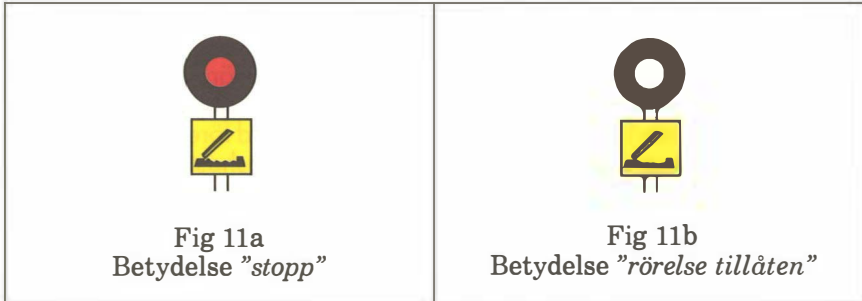 Fig 11a
Betydelse ”stopp”
Fig 11b
Betydelse ”rörelse tillåten”